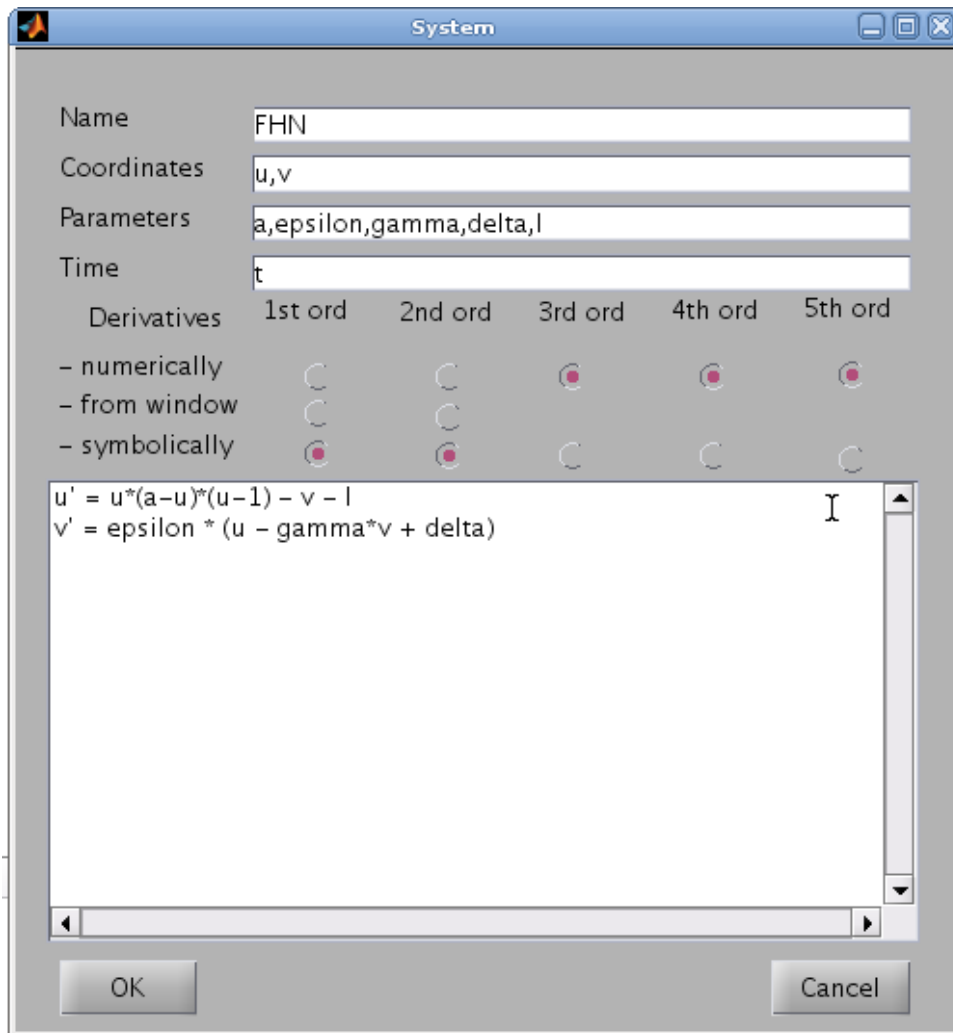 System
Name FHN
Coordinates u,v
Parameters a,epsilon,gamma,delta,I
Time t
Derivatives 1st ord 2nd ord 3rd ord 4th ord 5th ord
– numerically
– from window
– symbolically
u' = u*(a–u)*(u–1) – v – I
v' = epsilon * (u – gamma*v + delta)
OK Cancel